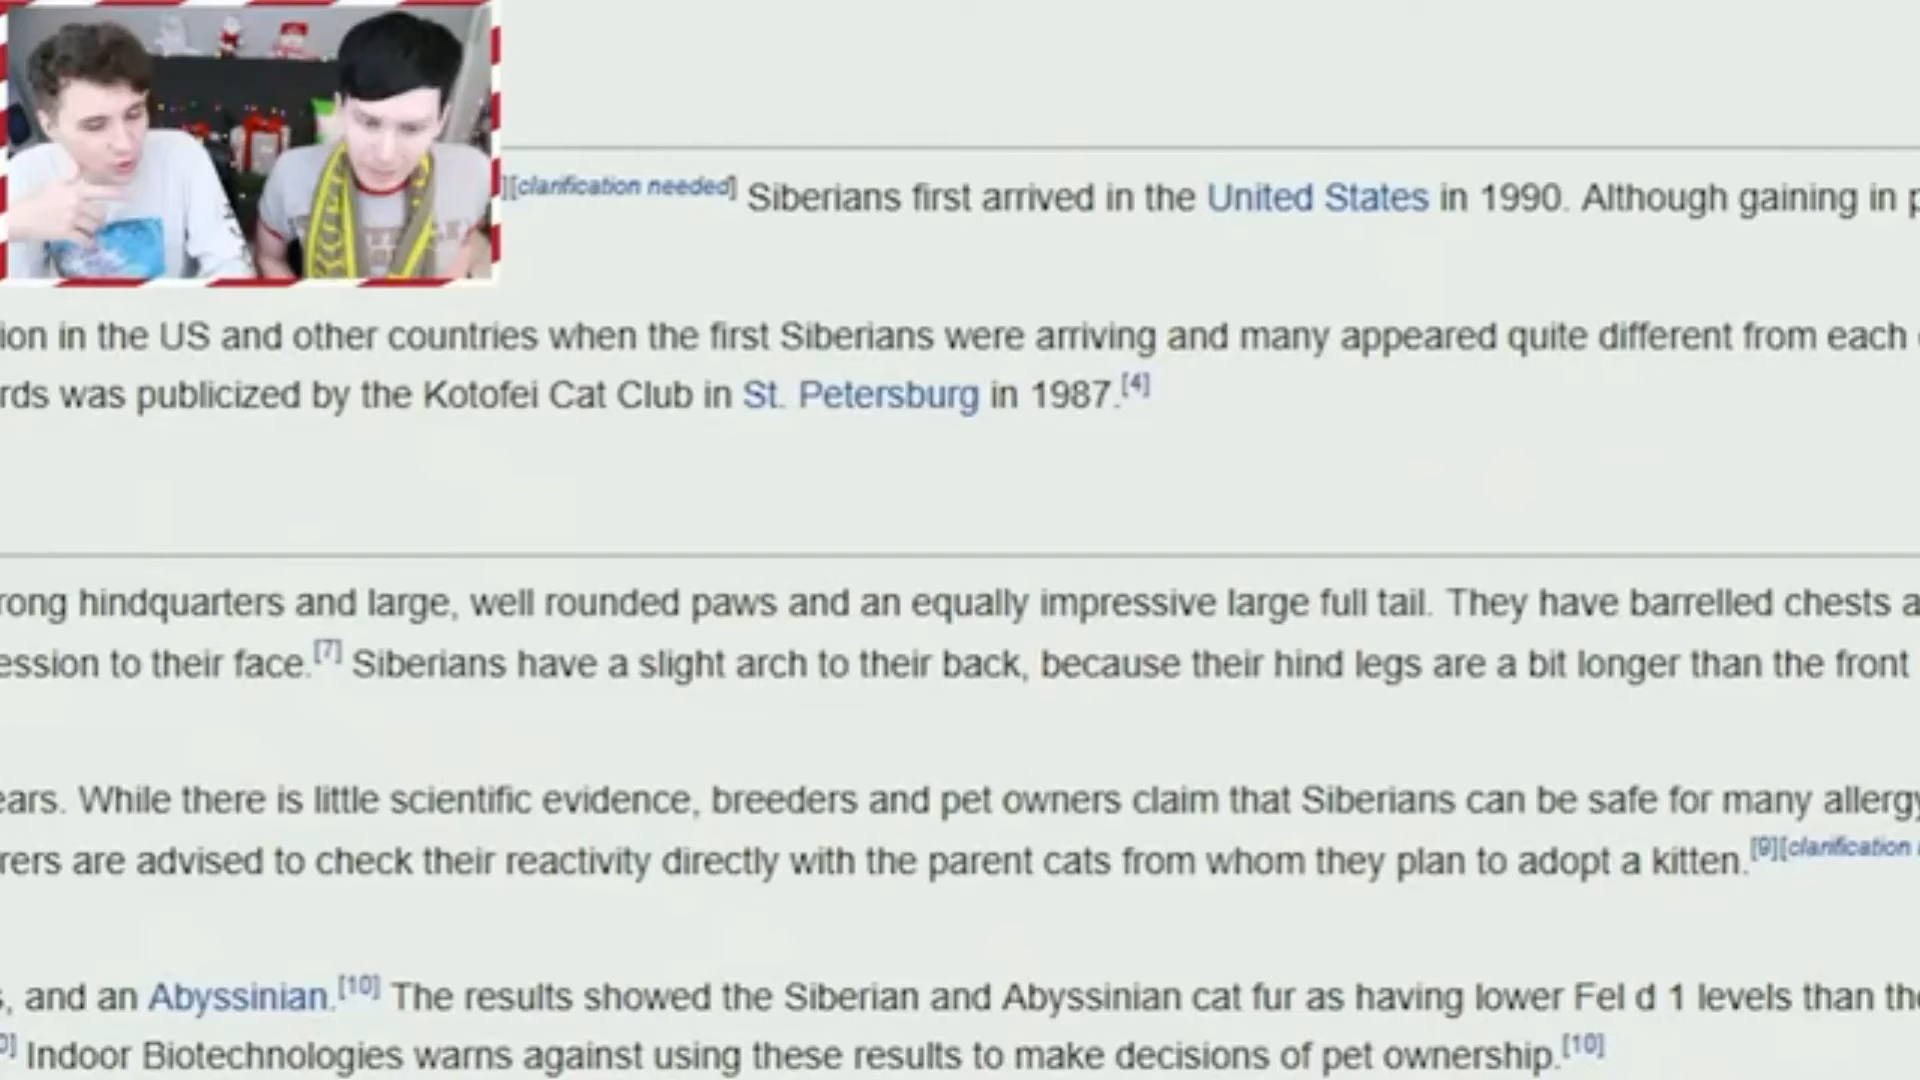 ][clarification needed] Siberians first arrived in the United States in 1990. Although gaining in p
ion in the US and other countries when the first Siberians were arriving and many appeared quite different from each
rds was publicized by the Kotofei Cat Club in St. Petersburg in 1987.[4]
rong hindquarters and large, well rounded paws and an equally impressive large full tail. They have barrelled chests a
ession to their face.[7] Siberians have a slight arch to their back, because their hind legs are a bit longer than the front
ears. While there is little scientific evidence, breeders and pet owners claim that Siberians can be safe for many allergy
rers are advised to check their reactivity directly with the parent cats from whom they plan to adopt a kitten.[9][clarification
s, and an Abyssinian.[10] The results showed the Siberian and Abyssinian cat fur as having lower Fel d 1 levels than the
0] Indoor Biotechnologies warns against using these results to make decisions of pet ownership.[10]